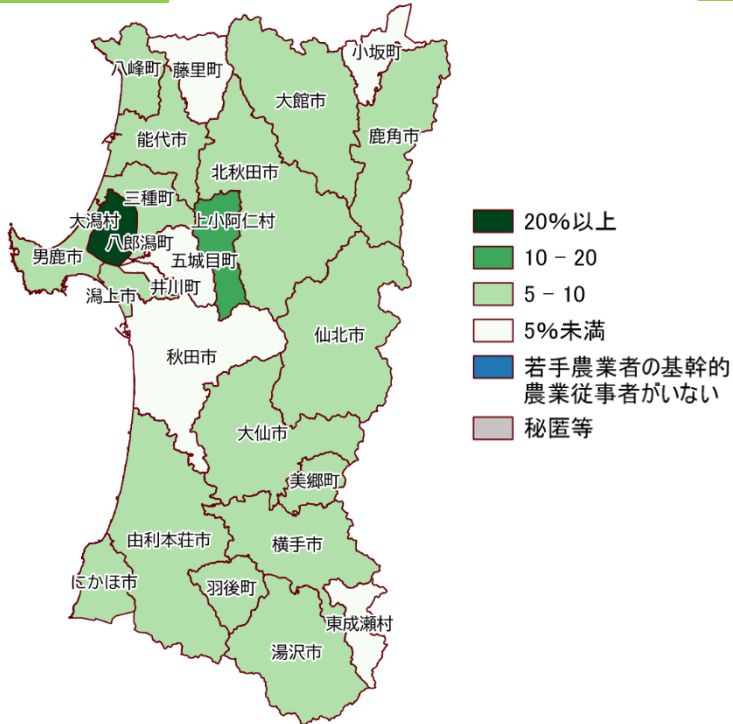 小坂町
八峰町
藤里町
大館市
鹿角市
能代市
北秋田市
三種町
大潟村
上小阿仁村
八郎潟町
男鹿市
五城目町
井川町
潟上市
仙北市
秋田市
大仙市
美郷町
由利本荘市
横手市
にかほ市
羽後町
東成瀬村
湯沢市
20%以上
10 - 20
5 - 10
5%未満
若手農業者の基幹的
農業従事者がいない
秘匿等